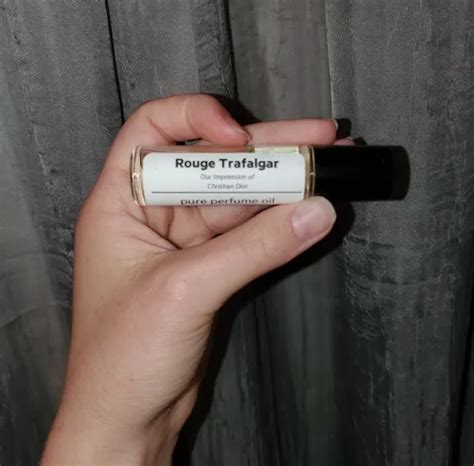 Rouge Trafalgar
Our Impression of
Christian Dior
pure perfume oil